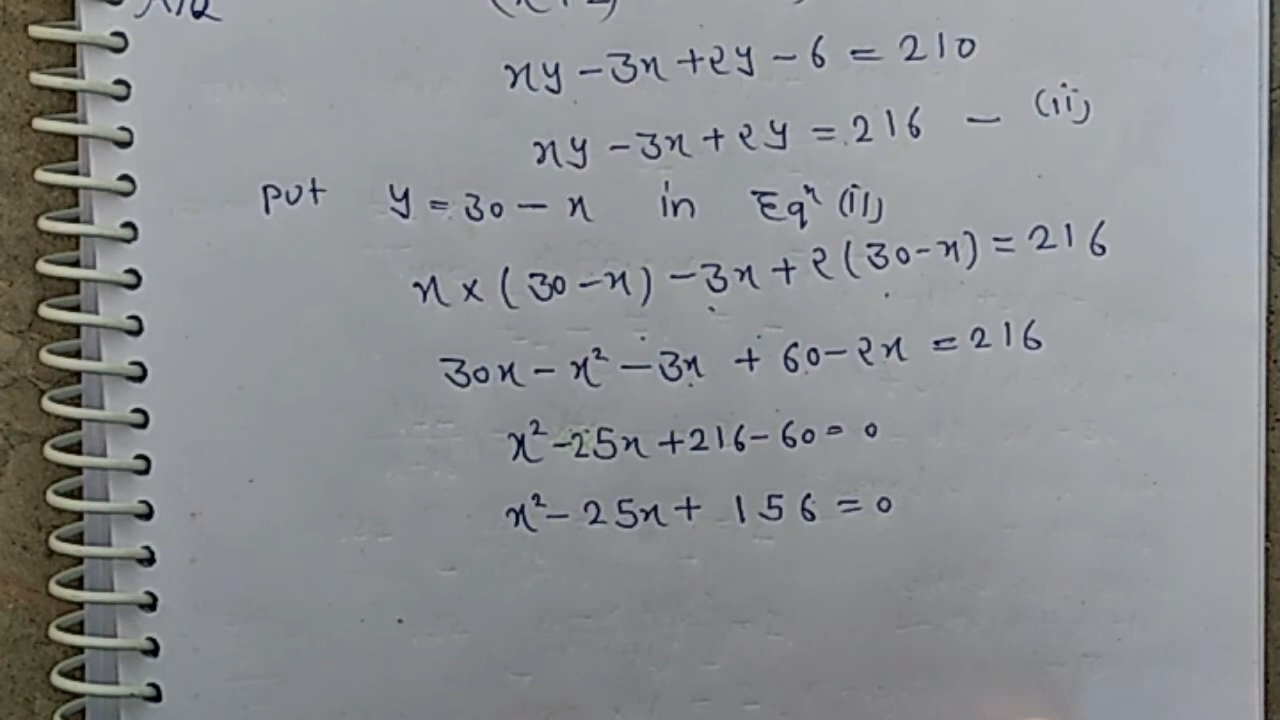 xy - 3x + 2y - 6 = 210
xy - 3x + 2y = 216 - (ii)
put y = 30 - x in Eqⁿ (ii)
x × (30 - x) - 3x + 2(30 - x) = 216
30x - x² - 3x + 60 - 2x = 216
x² - 25x + 216 - 60 = 0
x² - 25x + 156 = 0